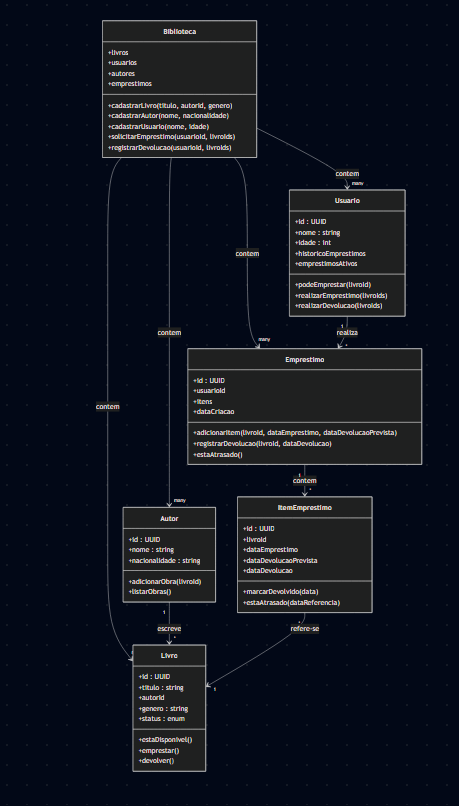 Biblioteca
+livros
+usuarios
+autores
+emprestimos
+cadastrarLivro(titulo, autorId, genero)
+cadastrarAutor(nome, nacionalidade)
+cadastrarUsuario(nome, idade)
+solicitarEmprestimo(usuarioId, livroIds)
+registrarDevolucao(usuarioId, livroIds)
contem
many
Usuario
+id : UUID
+nome : string
+idade : int
+historicoEmprestimos
+emprestimosAtivos
+podeEmprestar(livroId)
+realizarEmprestimo(livroIds)
+realizarDevolucao(livroIds)
contem
1
realiza
*
contem
many
Emprestimo
+id : UUID
+usuarioId
+itens
+dataCriacao
+adicionarItem(livroId, dataEmprestimo, dataDevolucaoPrevista)
+registrarDevolucao(livroId, dataDevolucao)
+estaAtrasado()
contem
1
contem
*
many
Autor
+id : UUID
+nome : string
+nacionalidade : string
+adicionarObra(livroId)
+listarObras()
ItemEmprestimo
+id : UUID
+livroId
+dataEmprestimo
+dataDevolucaoPrevista
+dataDevolucao
+marcarDevolvido(data)
+estaAtrasado(dataReferencia)
1
escreve
*
*
refere-se
1
Livro
+id : UUID
+titulo : string
+autorId
+genero : string
+status : enum
+estaDisponivel()
+emprestar()
+devolver()